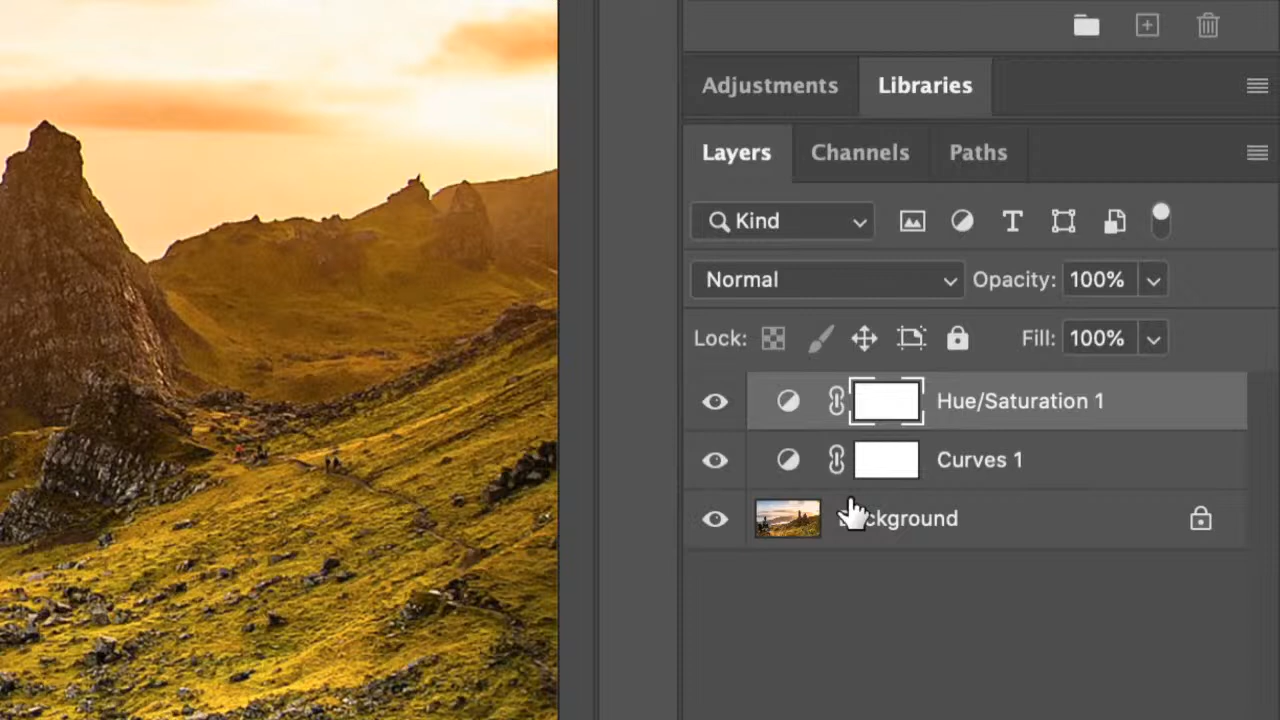 Adjustments Libraries
Layers Channels Paths
Kind
Normal Opacity: 100%
Lock: Fill: 100%
Hue/Saturation 1
Curves 1
Background